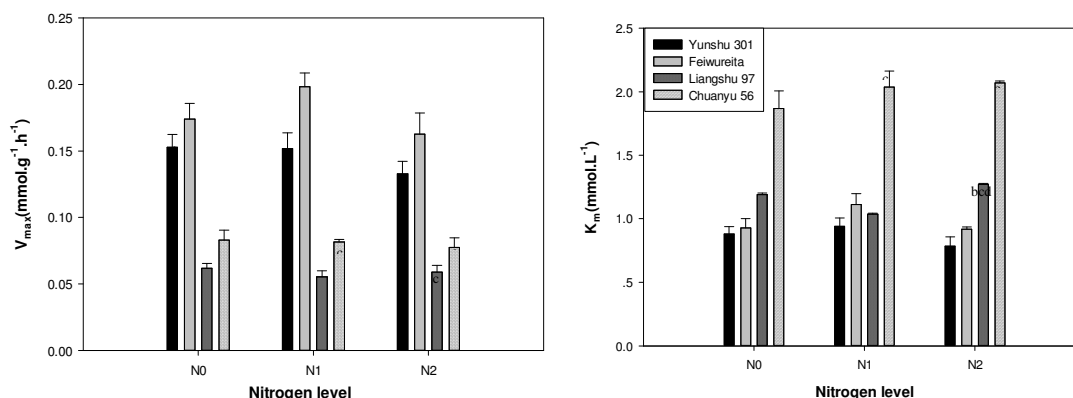 0.25
0.20
0.15
0.10
0.05
0.00
V_max(mmol.g⁻¹.h⁻¹)
c
N0 N1 N2
Nitrogen level
2.5
2.0
1.5
1.0
.5
0.0
K_m(mmol.L⁻¹)
Yunshu 301
Feiwureita
Liangshu 97
Chuanyu 56
bcd
N0 N1 N2
Nitrogen level